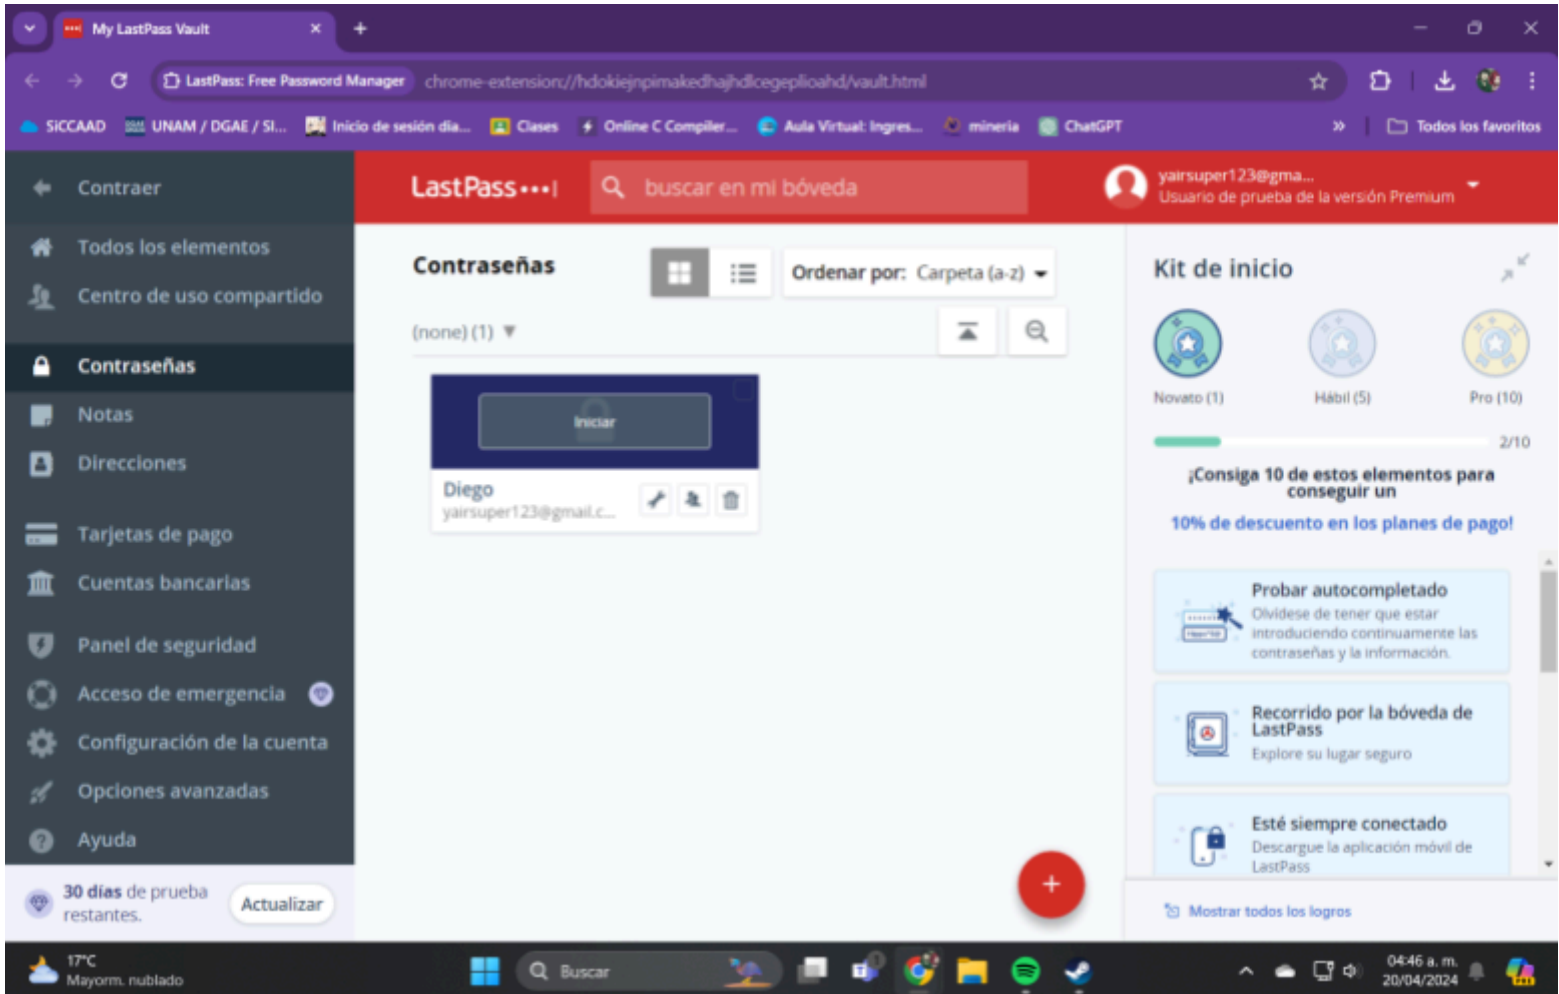 My LastPass Vault
LastPass: Free Password Manager
chrome-extension://hdokiejnpimakedhajhdlcegeplioahd/vault.html
SiCCAAD
UNAM / DGAE / SI...
Inicio de sesión dia...
Clases
Online C Compiler...
Aula Virtual: Ingres...
mineria
ChatGPT
»
Todos los favoritos
Contraer
LastPass
buscar en mi bóveda
yairsuper123@gma...
Usuario de prueba de la versión Premium
Todos los elementos
Centro de uso compartido
Contraseñas
Notas
Direcciones
Tarjetas de pago
Cuentas bancarias
Panel de seguridad
Acceso de emergencia
Configuración de la cuenta
Opciones avanzadas
Ayuda
30 días de prueba
restantes.
Actualizar
Contraseñas
Ordenar por: Carpeta (a-z)
(none) (1)
Iniciar
Diego
yairsuper123@gmail.c...
+
Kit de inicio
Novato (1)
Hábil (5)
Pro (10)
2/10
¡Consiga 10 de estos elementos para
conseguir un
10% de descuento en los planes de pago!
Probar autocompletado
Olvídese de tener que estar
introduciendo continuamente las
contraseñas y la información.
Recorrido por la bóveda de
LastPass
Explore su lugar seguro
Esté siempre conectado
Descargue la aplicación móvil de
LastPass
Mostrar todos los logros
17°C
Mayorm. nublado
Buscar
04:46 a. m.
20/04/2024